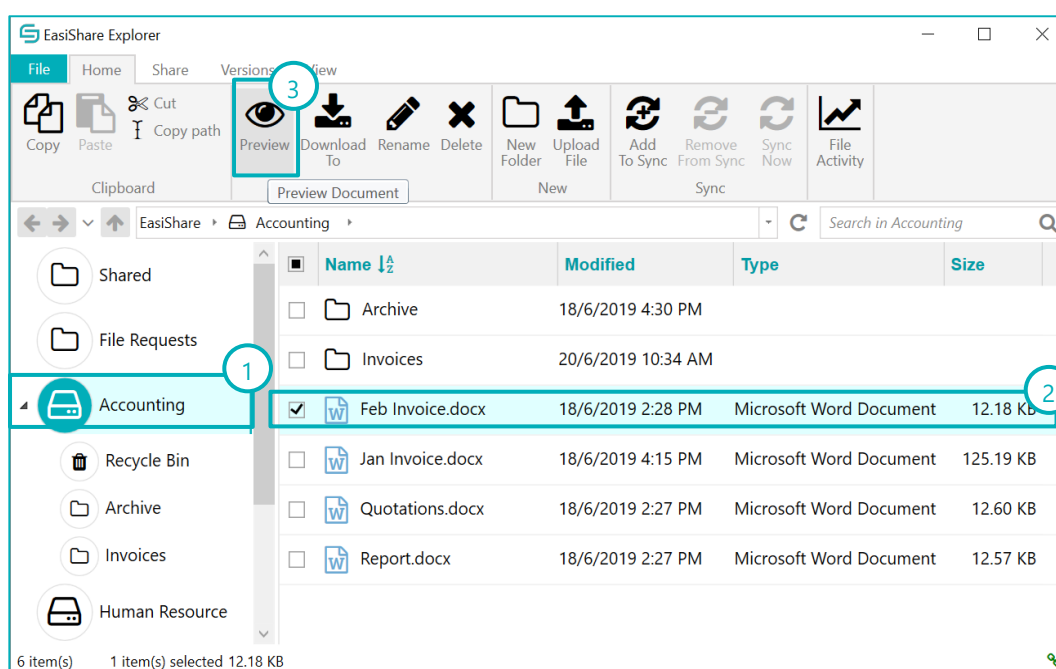 EasiShare Explorer
File Home Share Versions View
3
Cut
Copy path
Copy Paste Preview Download To Rename Delete New Folder Upload File Add To Sync Remove From Sync Sync Now File Activity
Clipboard New Sync
Preview Document
EasiShare Accounting Search in Accounting
Name Modified Type Size
Shared
Archive 18/6/2019 4:30 PM
File Requests
Invoices 20/6/2019 10:34 AM
1
2
Accounting
Feb Invoice.docx 18/6/2019 2:28 PM Microsoft Word Document 12.18 KB
Recycle Bin
Jan Invoice.docx 18/6/2019 4:15 PM Microsoft Word Document 125.19 KB
Archive
Quotations.docx 18/6/2019 2:27 PM Microsoft Word Document 12.60 KB
Invoices
Report.docx 18/6/2019 2:27 PM Microsoft Word Document 12.57 KB
Human Resource
6 item(s) 1 item(s) selected 12.18 KB